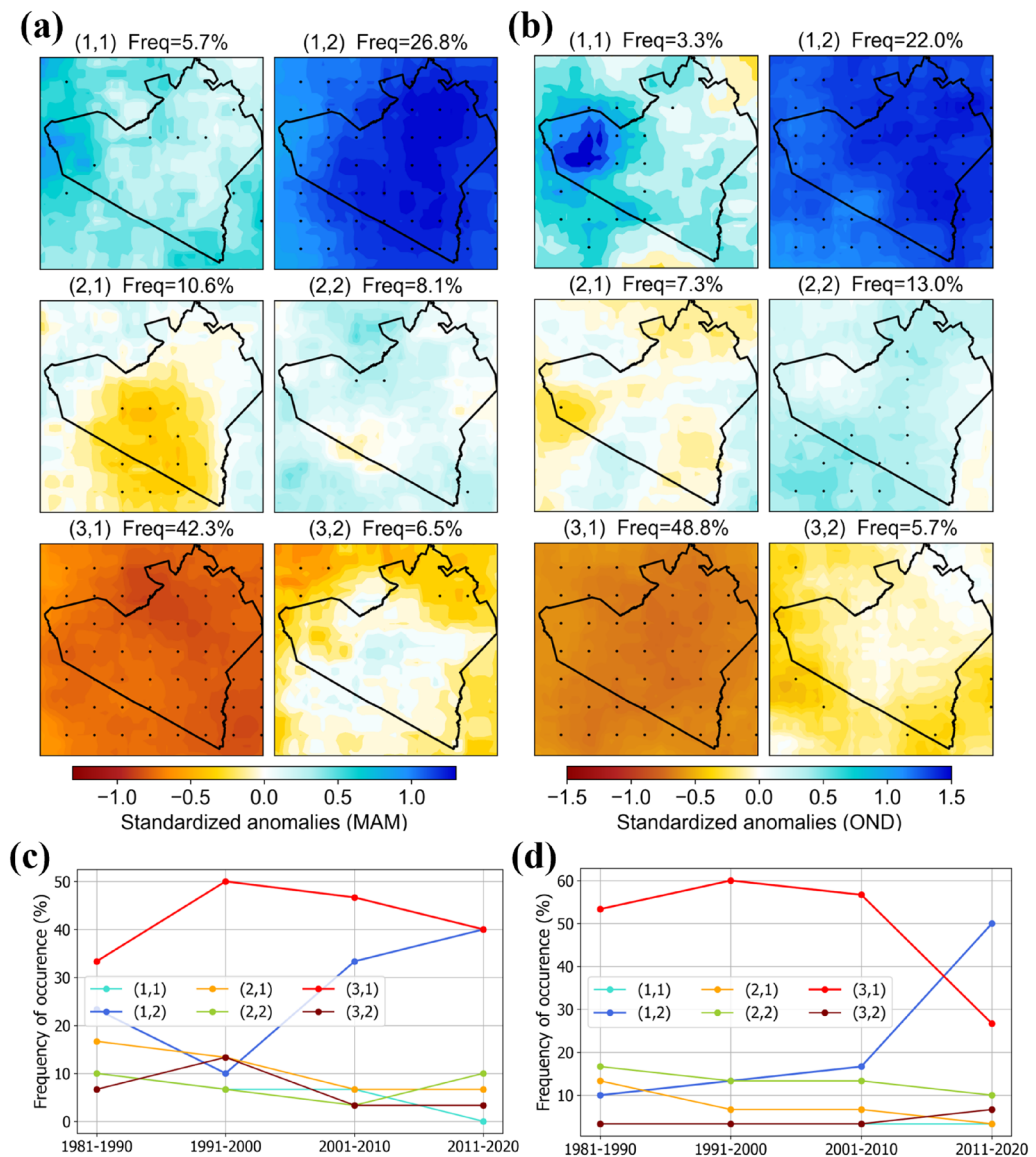 (a)
(b)
(1,1) Freq=5.7%
(1,2) Freq=26.8%
(1,1) Freq=3.3%
(1,2) Freq=22.0%
(2,1) Freq=10.6%
(2,2) Freq=8.1%
(2,1) Freq=7.3%
(2,2) Freq=13.0%
(3,1) Freq=42.3%
(3,2) Freq=6.5%
(3,1) Freq=48.8%
(3,2) Freq=5.7%
−1.0 −0.5 0.0 0.5 1.0
Standardized anomalies (MAM)
−1.5 −1.0 −0.5 0.0 0.5 1.0 1.5
Standardized anomalies (OND)
(c)
Frequency of occurence (%)
50
40
30
20
10
0
(1,1) (2,1) (3,1)
(1,2) (2,2) (3,2)
1981-1990 1991-2000 2001-2010 2011-2020
(d)
Frequency of occurence (%)
60
50
40
30
20
10
(1,1) (2,1) (3,1)
(1,2) (2,2) (3,2)
1981-1990 1991-2000 2001-2010 2011-2020